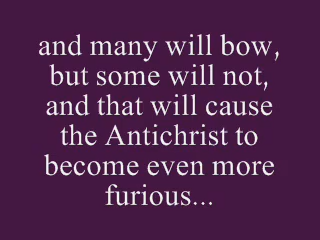 and many will bow,
but some will not,
and that will cause
the Antichrist to
become even more
furious...